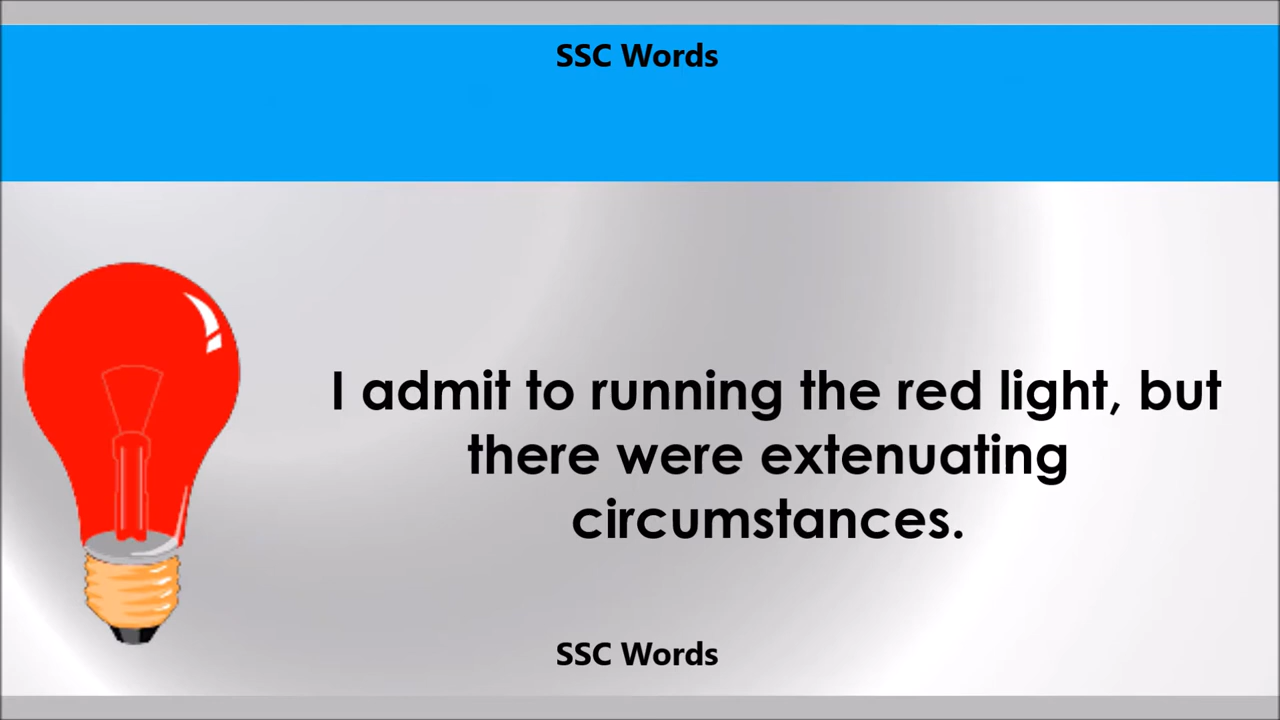 SSC Words
I admit to running the red light, but
there were extenuating
circumstances.
SSC Words